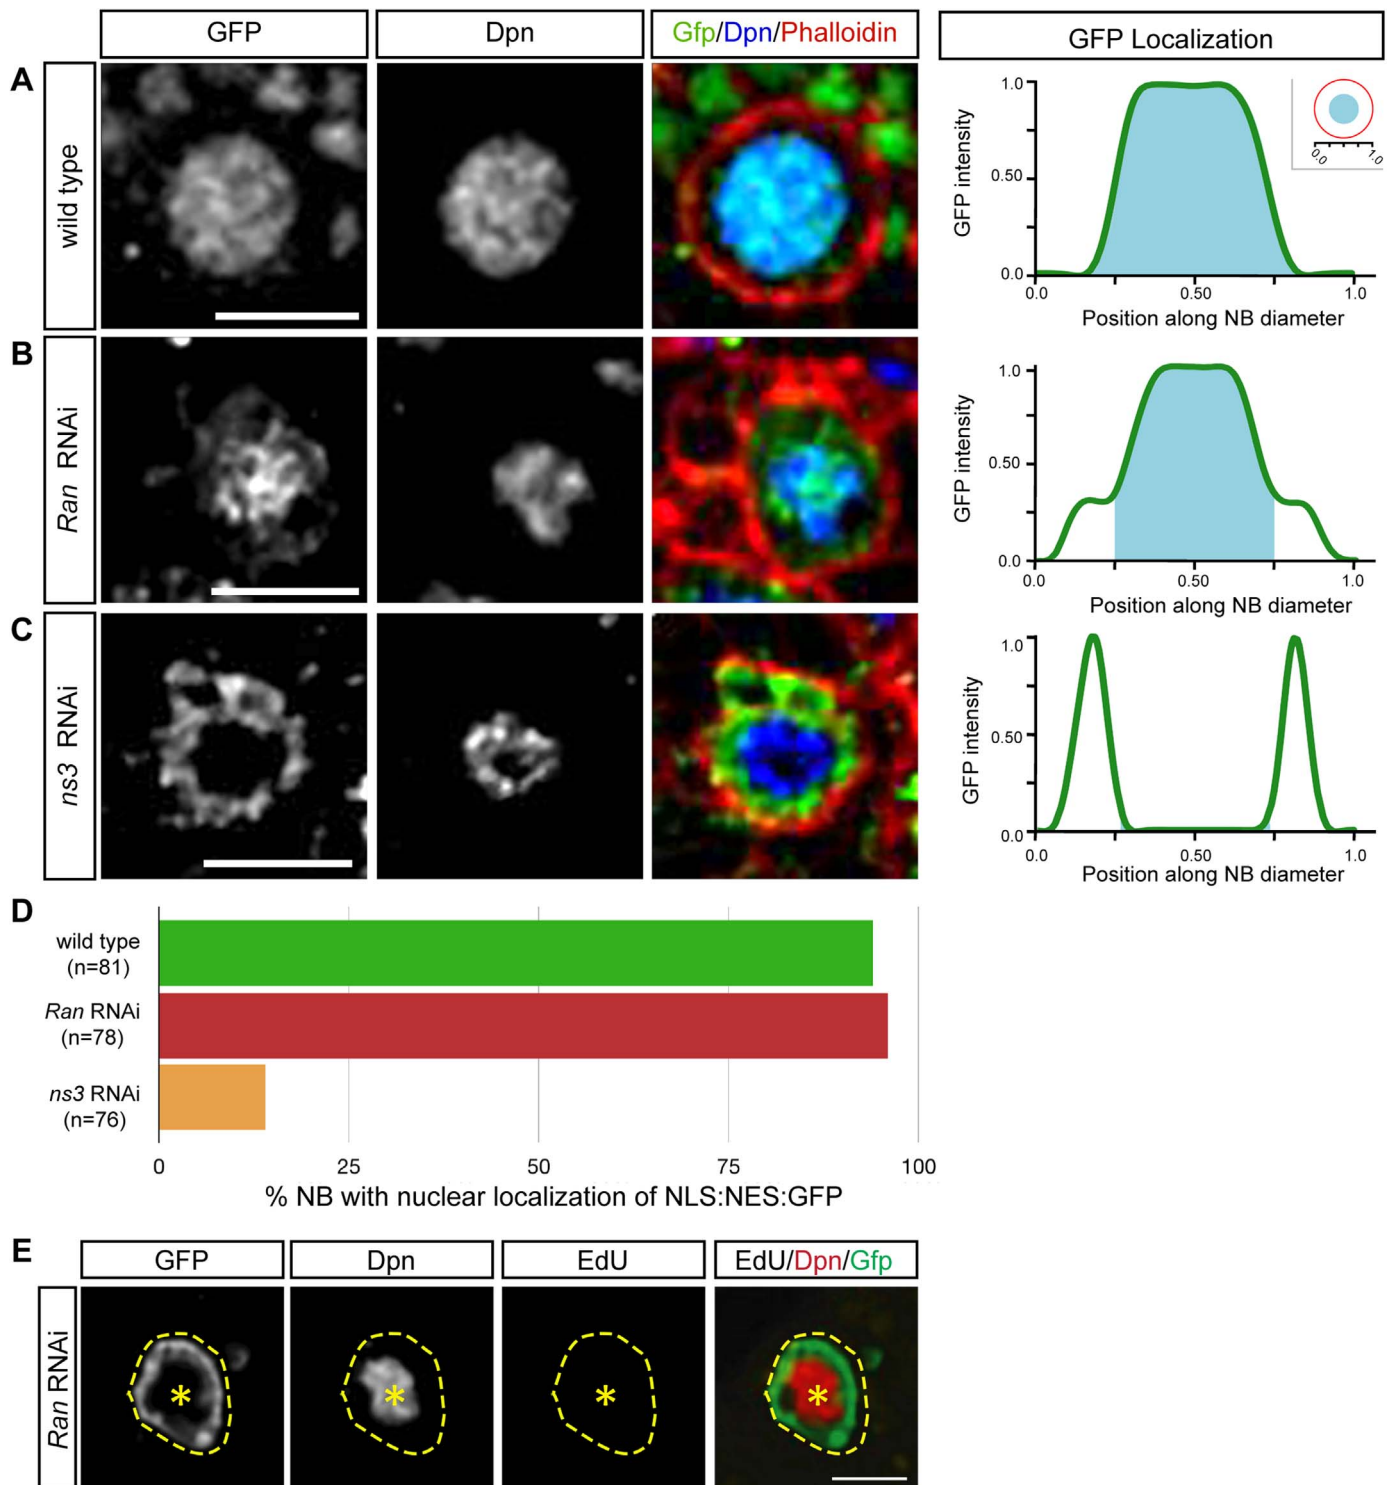 GFP
Dpn
Gfp/Dpn/Phalloidin
GFP Localization
A
wild type
GFP intensity
1.0
0.50
0.0
0.0
0.50
1.0
Position along NB diameter
0.0
1.0
B
Ran RNAi
GFP intensity
1.0
0.50
0.0
0.0
0.50
1.0
Position along NB diameter
C
ns3 RNAi
GFP intensity
1.0
0.50
0.0
0.0
0.50
1.0
Position along NB diameter
D
wild type
(n=81)
Ran RNAi
(n=78)
ns3 RNAi
(n=76)
0
25
50
75
100
% NB with nuclear localization of NLS:NES:GFP
E
GFP
Dpn
EdU
EdU/Dpn/Gfp
Ran RNAi
*
*
*
*